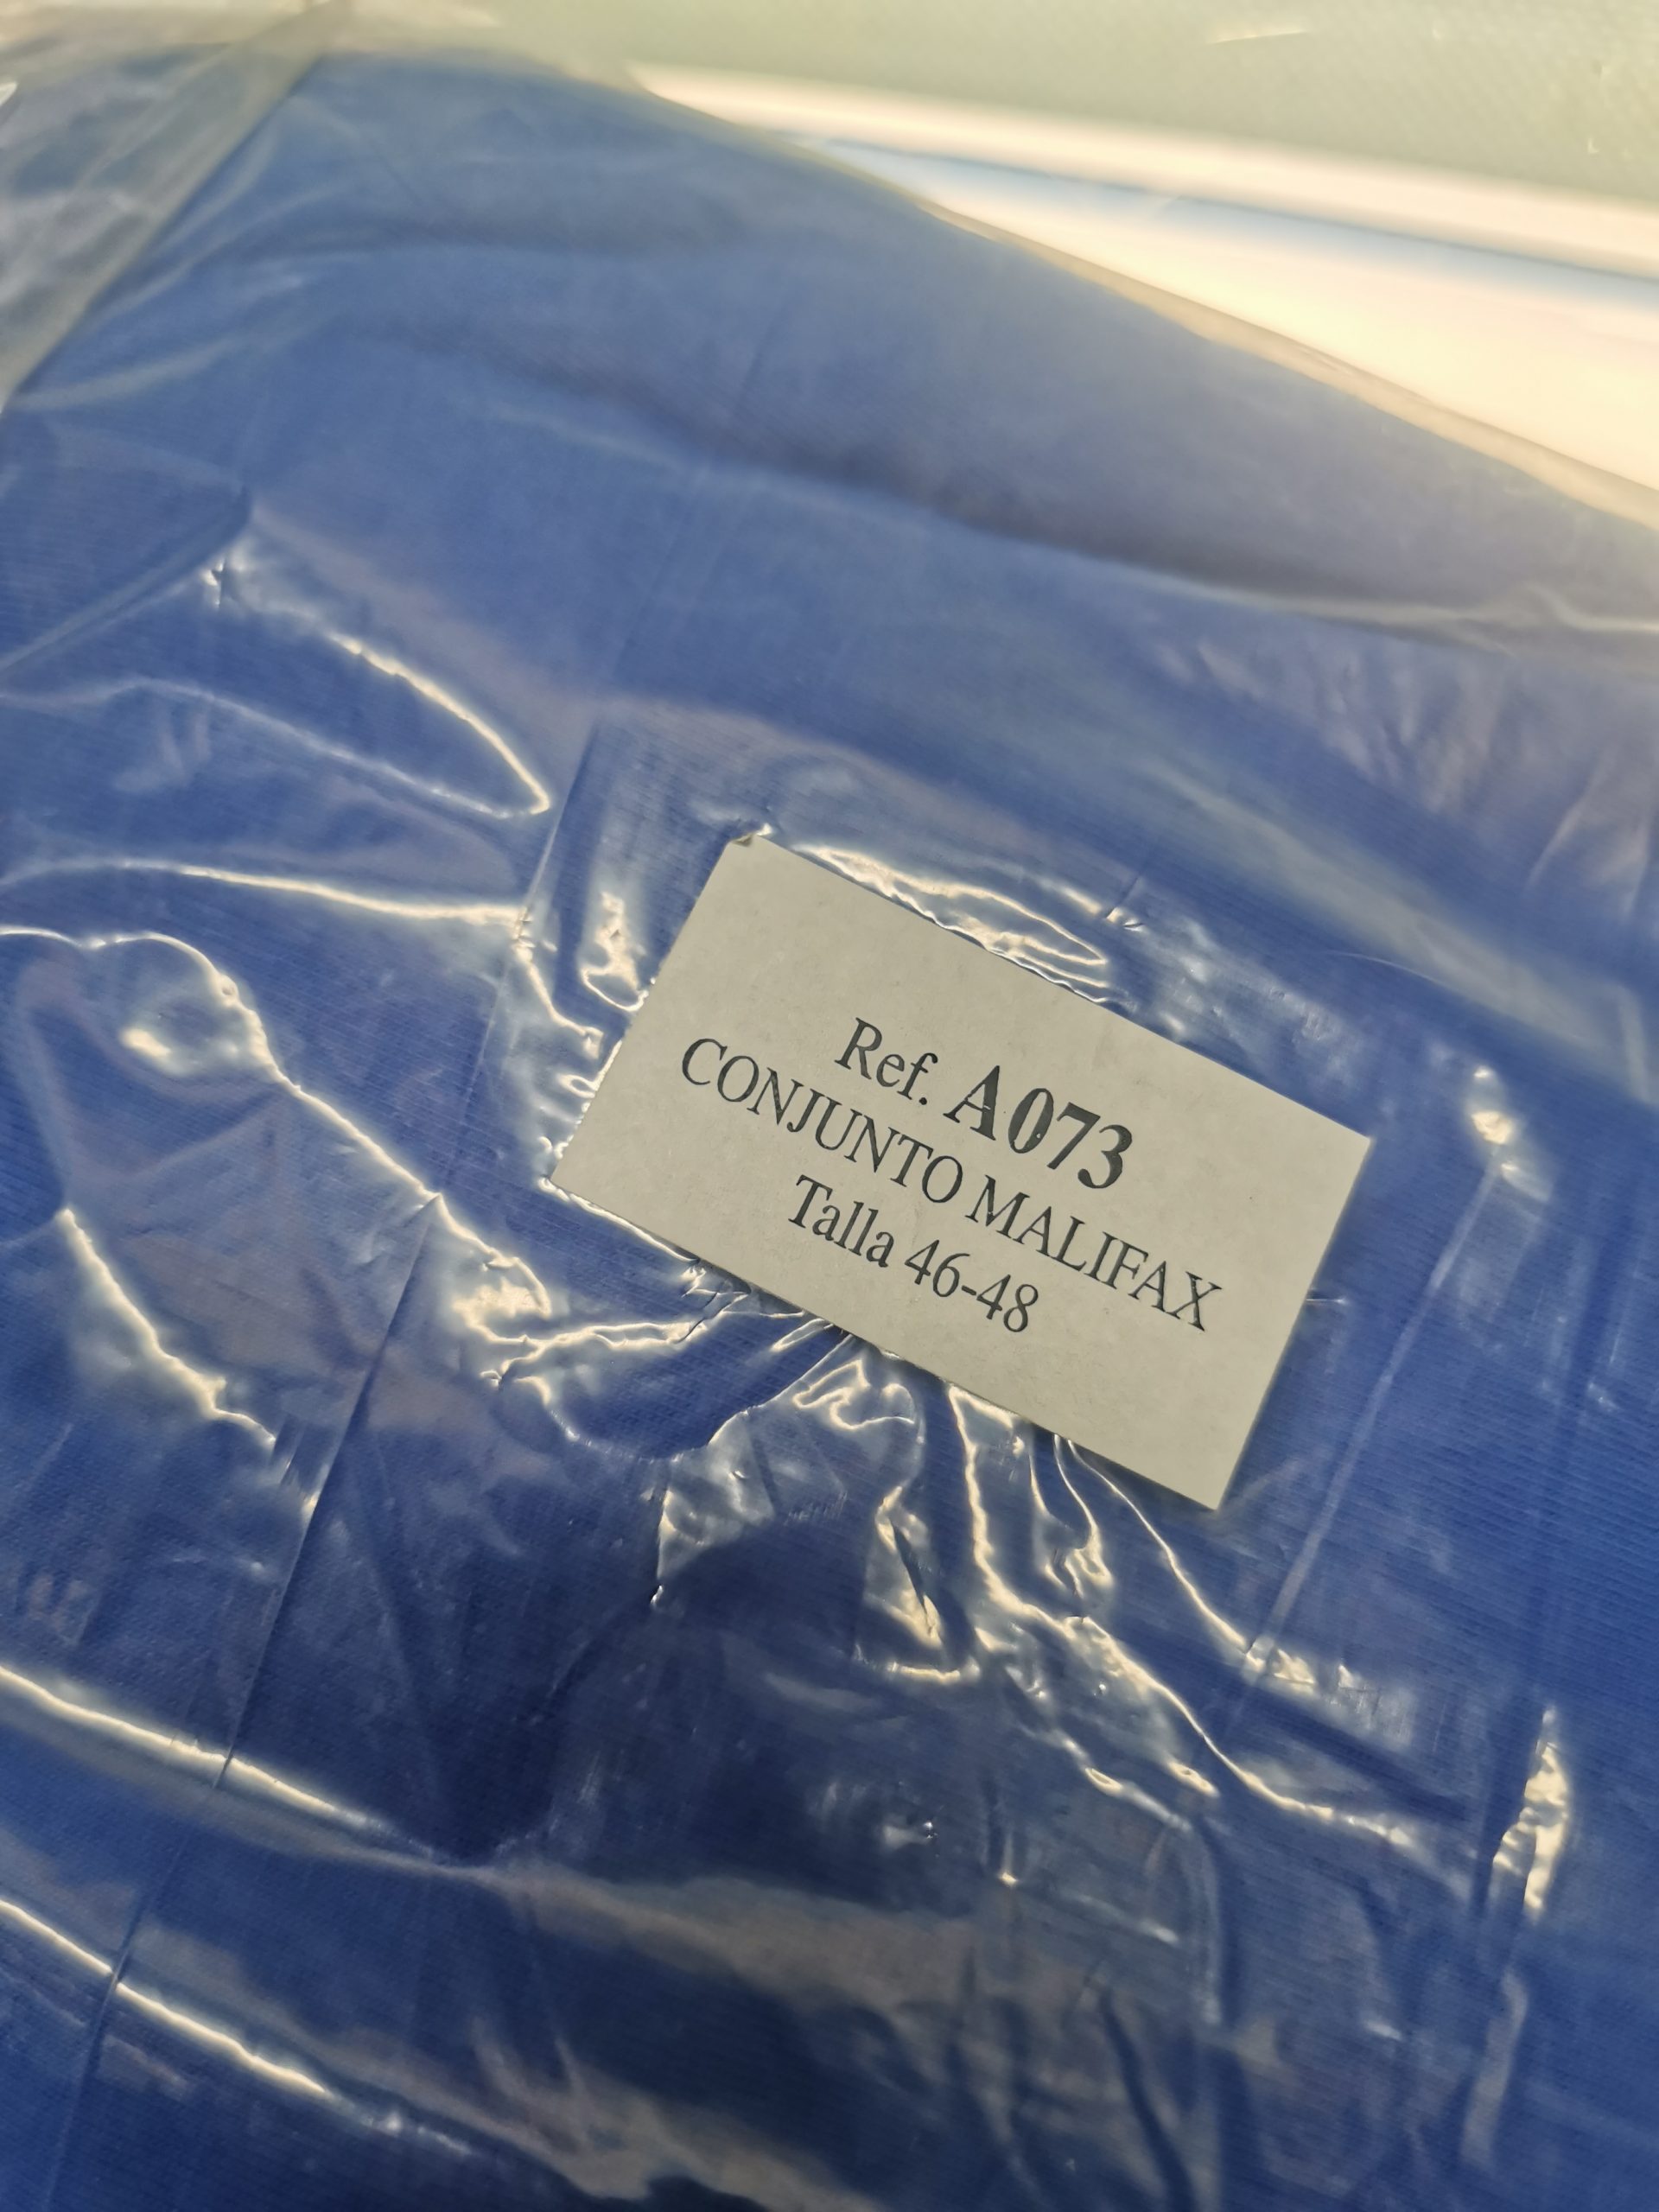 Ref. A073
CONJUNTO MALIFAX
Talla 46-48